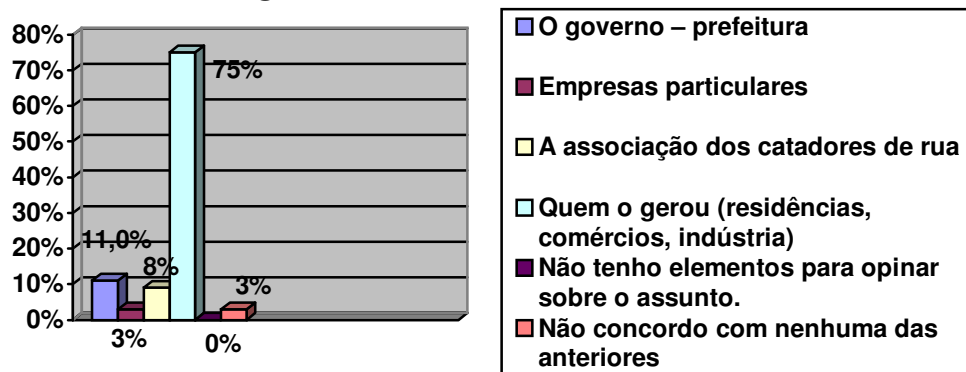 80%
70%
60%
50%
40%
30%
20%
10%
0%
75%
11,0%
8%
3%
3%
0%
O governo – prefeitura
Empresas particulares
A associação dos catadores de rua
Quem o gerou (residências,
comércios, indústria)
Não tenho elementos para opinar
sobre o assunto.
Não concordo com nenhuma das
anteriores